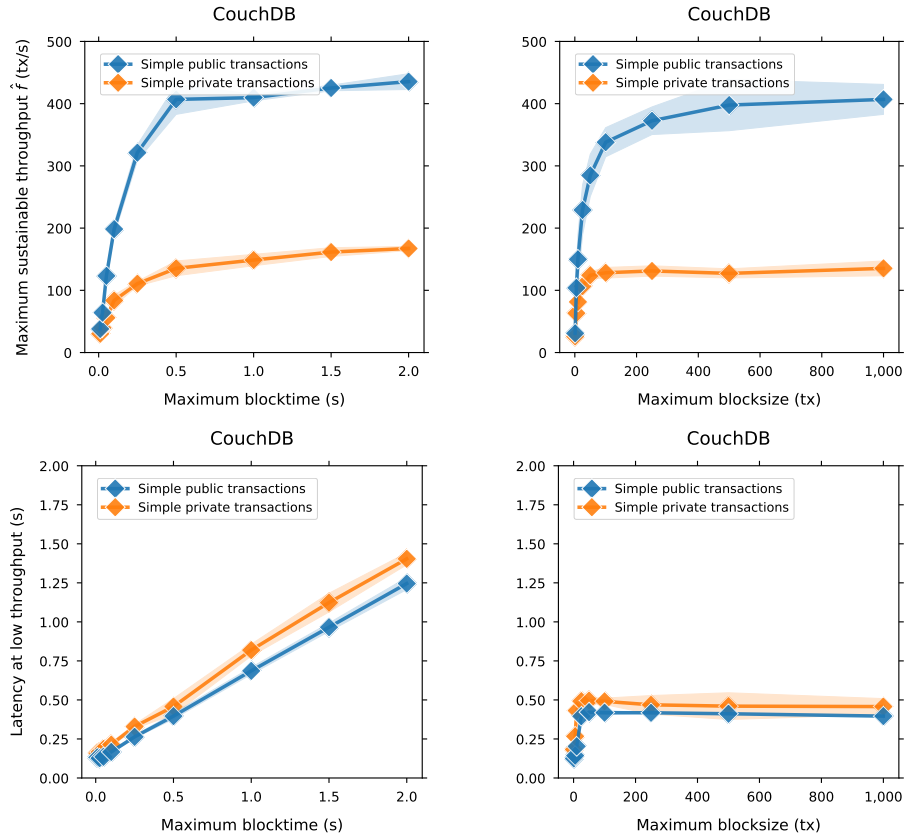 CouchDB
Maximum sustainable throughput f̂ (tx/s)
500
400
300
200
100
0
Simple public transactions
Simple private transactions
0.0 0.5 1.0 1.5 2.0
Maximum blocktime (s)
CouchDB
500
400
300
200
100
0
Simple public transactions
Simple private transactions
0 200 400 600 800 1,000
Maximum blocksize (tx)
CouchDB
Latency at low throughput (s)
2.00
1.75
1.50
1.25
1.00
0.75
0.50
0.25
0.00
Simple public transactions
Simple private transactions
0.0 0.5 1.0 1.5 2.0
Maximum blocktime (s)
CouchDB
2.00
1.75
1.50
1.25
1.00
0.75
0.50
0.25
0.00
Simple public transactions
Simple private transactions
0 200 400 600 800 1,000
Maximum blocksize (tx)